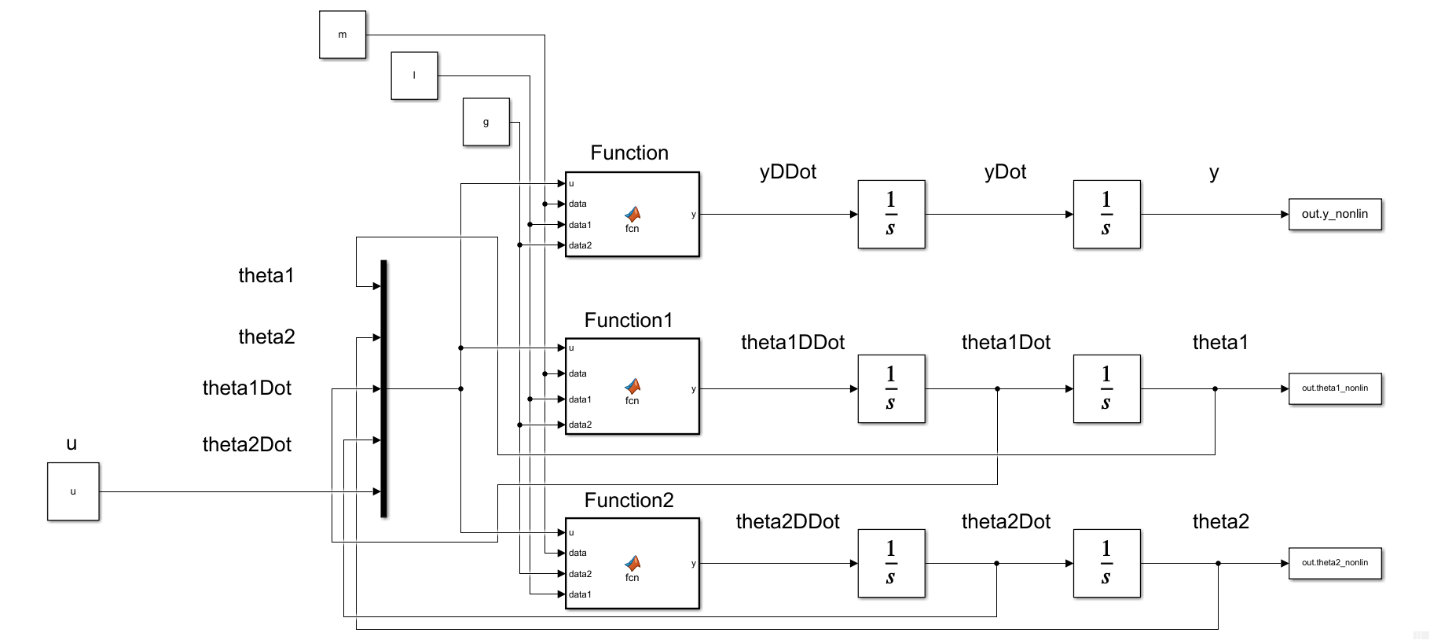 m
l
g
Function
yDDot
yDot
y
u
data
data1
data2
fcn
y
1
s
1
s
out.y_nonlin
theta1
theta2
theta1Dot
theta2Dot
u
u
Function1
theta1DDot
theta1Dot
theta1
u
data
data1
data2
fcn
y
1
s
1
s
out.theta1_nonlin
Function2
theta2DDot
theta2Dot
theta2
u
data
data2
data1
fcn
y
1
s
1
s
out.theta2_nonlin